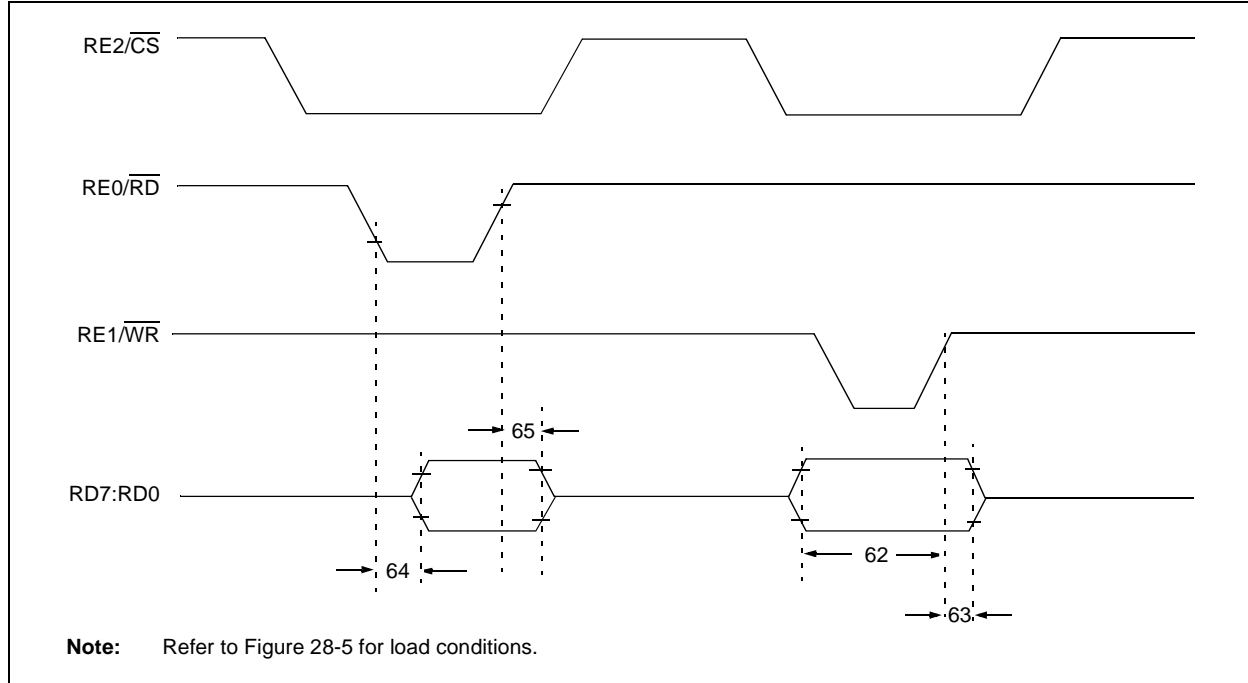 RE2/CS
RE0/RD
RE1/WR
65
RD7:RD0
62
64
63
Note: Refer to Figure 28-5 for load conditions.